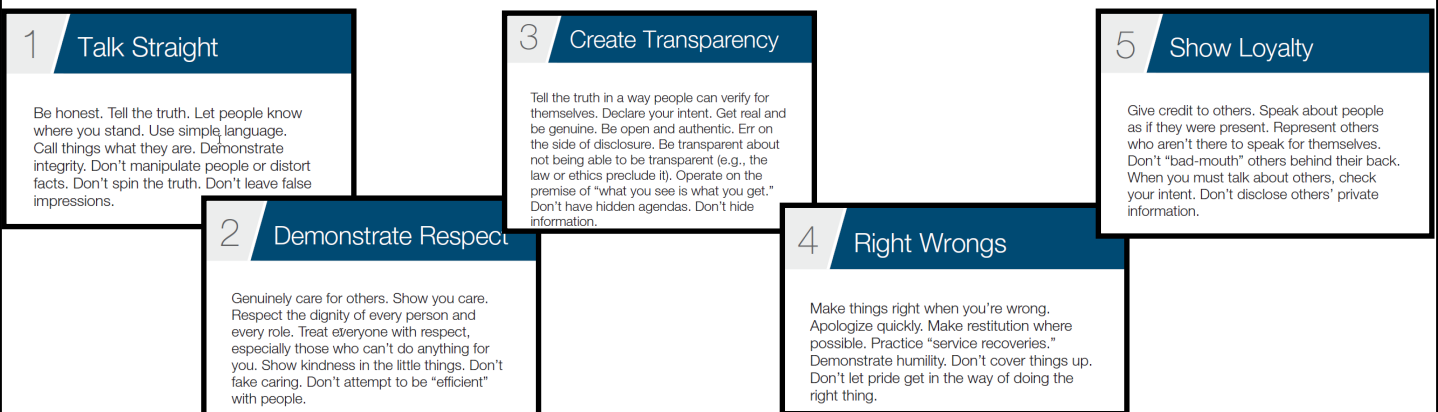 1
Talk Straight
Be honest. Tell the truth. Let people know
where you stand. Use simple language.
Call things what they are. Demonstrate
integrity. Don’t manipulate people or distort
facts. Don’t spin the truth. Don’t leave false
impressions.
2
Demonstrate Respect
Genuinely care for others. Show you care.
Respect the dignity of every person and
every role. Treat everyone with respect,
especially those who can’t do anything for
you. Show kindness in the little things. Don’t
fake caring. Don’t attempt to be “efficient”
with people.
3
Create Transparency
Tell the truth in a way people can verify for
themselves. Declare your intent. Get real and
be genuine. Be open and authentic. Err on
the side of disclosure. Be transparent about
not being able to be transparent (e.g., the
law or ethics preclude it). Operate on the
premise of “what you see is what you get.”
Don’t have hidden agendas. Don’t hide
information.
4
Right Wrongs
Make things right when you’re wrong.
Apologize quickly. Make restitution where
possible. Practice “service recoveries.”
Demonstrate humility. Don’t cover things up.
Don’t let pride get in the way of doing the
right thing.
5
Show Loyalty
Give credit to others. Speak about people
as if they were present. Represent others
who aren’t there to speak for themselves.
Don’t “bad-mouth” others behind their back.
When you must talk about others, check
your intent. Don’t disclose others’ private
information.